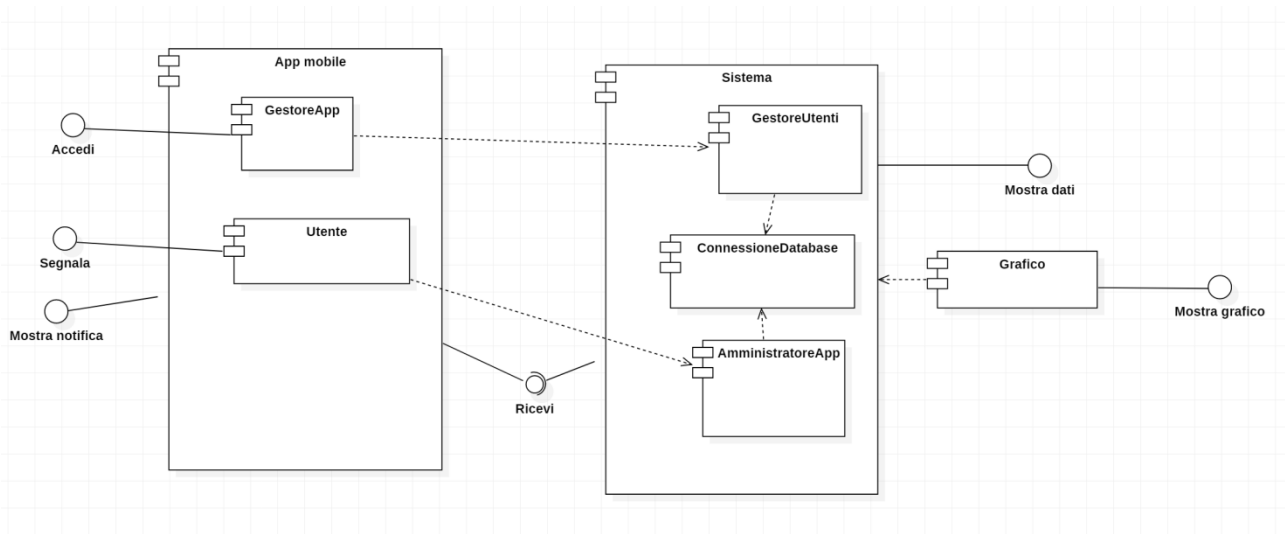 App mobile
GestoreApp
Accedi
Utente
Segnala
Mostra notifica
Ricevi
Sistema
GestoreUtenti
Mostra dati
ConnessioneDatabase
Grafico
Mostra grafico
AmministratoreApp